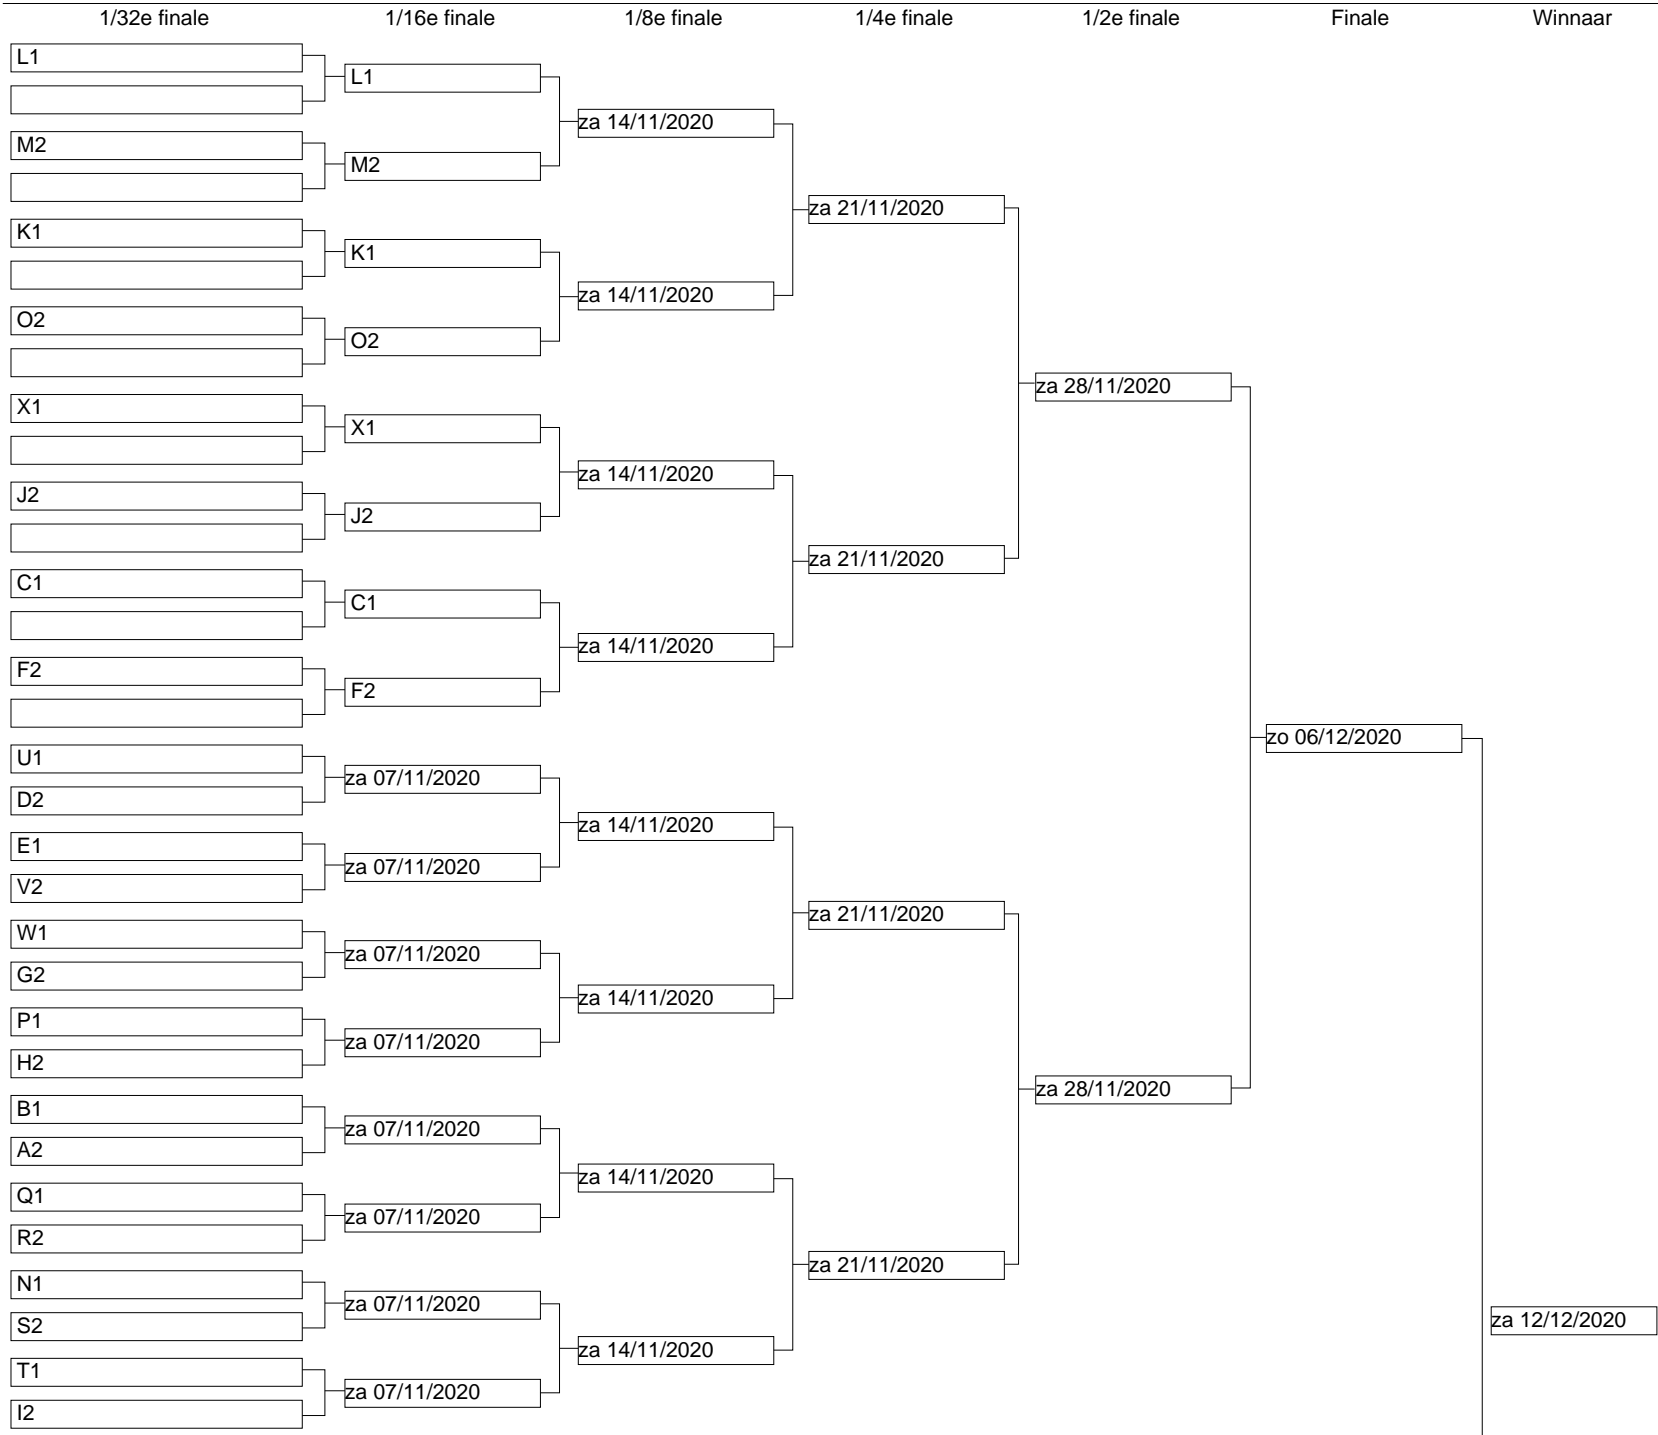 1/32e finale 1/16e finale 1/8e finale 1/4e finale 1/2e finale Finale Winnaar
L1
L1
za 14/11/2020
M2
M2
za 21/11/2020
K1
K1
za 14/11/2020
O2
O2
za 28/11/2020
X1
X1
za 14/11/2020
J2
J2
za 21/11/2020
C1
C1
za 14/11/2020
F2
F2
zo 06/12/2020
U1
za 07/11/2020
D2
za 14/11/2020
E1
za 07/11/2020
V2
za 21/11/2020
W1
za 07/11/2020
G2
za 14/11/2020
P1
za 07/11/2020
H2
za 28/11/2020
B1
za 07/11/2020
A2
za 14/11/2020
Q1
za 07/11/2020
R2
za 21/11/2020
N1
za 07/11/2020
S2
za 12/12/2020
za 14/11/2020
T1
za 07/11/2020
I2